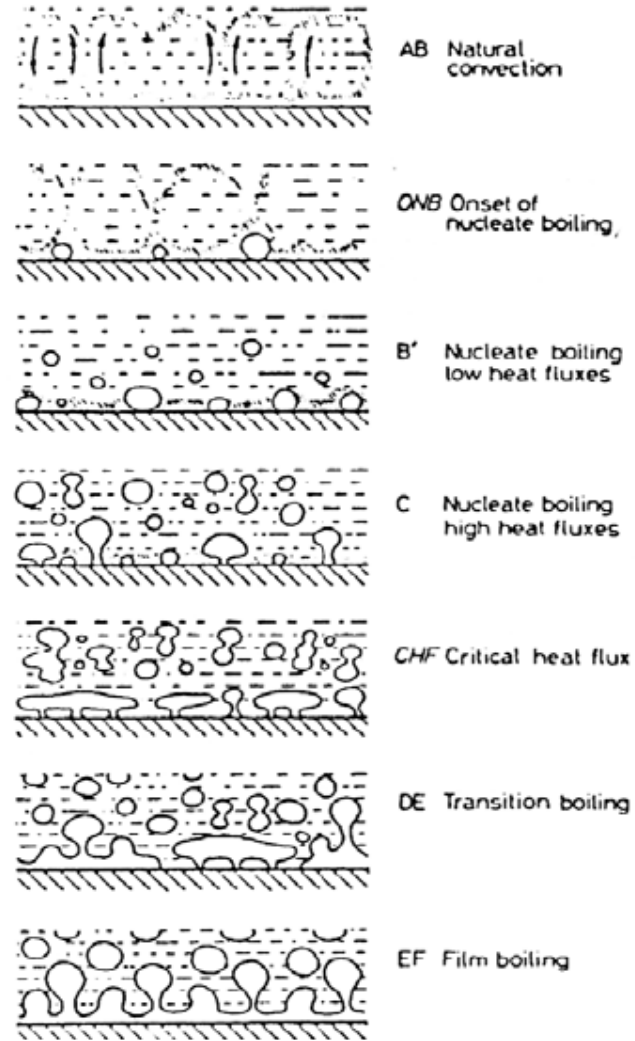 AB Natural
convection
ONB Onset of
nucleate boiling,
B' Nucleate boiling
low heat fluxes
C Nucleate boiling
high heat fluxes
CHF Critical heat flux
DE Transition boiling
EF Film boiling